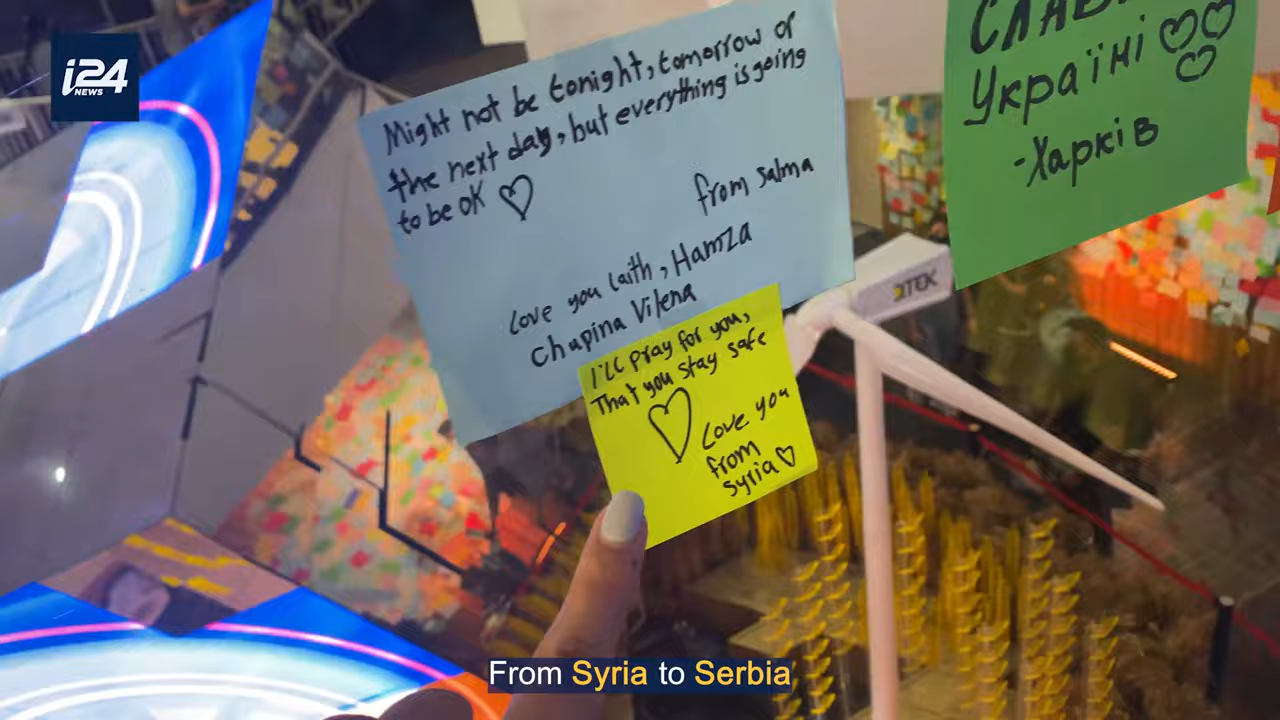 i24
NEWS
Might not be tonight, tomorrow or
the next day, but everything is going
to be ok
from salma
Love you Laith, Hamza
Chapina Vilena
I'll pray for you,
That you stay safe
Love you
from
Syria
СЛАВА
Україні
-Харків
DTEK
From Syria to Serbia